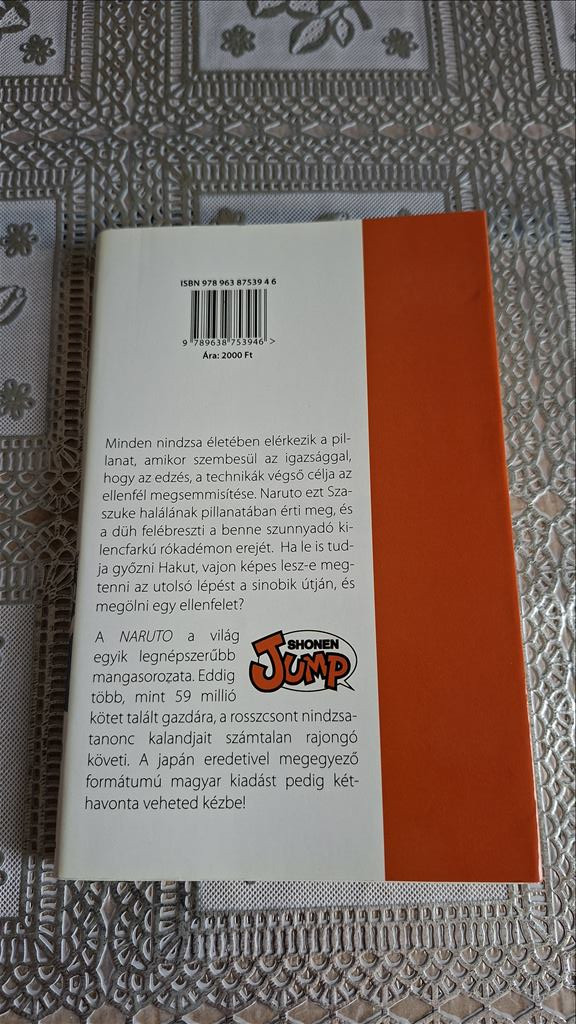 ISBN 978 963 87539 4 6
9 789638 753946 >
Ára: 2000 Ft
Minden nindzsa életében elérkezik a pil-
lanat, amikor szembesül az igazsággal,
hogy az edzés, a technikák végső célja az
ellenfél megsemmisítése. Naruto ezt Sza-
szuke halálának pillanatában érti meg, és
a düh felébreszti a benne szunnyadó ki-
lencfarkú rókadémon erejét. Ha le is tud-
ja győzni Hakut, vajon képes lesz-e meg-
tenni az utolsó lépést a sinobik útján, és
megölni egy ellenfelet?
A NARUTO a világ
egyik legnépszerűbb
mangasorozata. Eddig
több, mint 59 millió
kötet talált gazdára, a rosszcsont nindzsa-
tanonc kalandjait számtalan rajongó
követi. A japán eredetivel megegyező
formátumú magyar kiadást pedig két-
havonta veheted kézbe!
SHONEN
JUMP